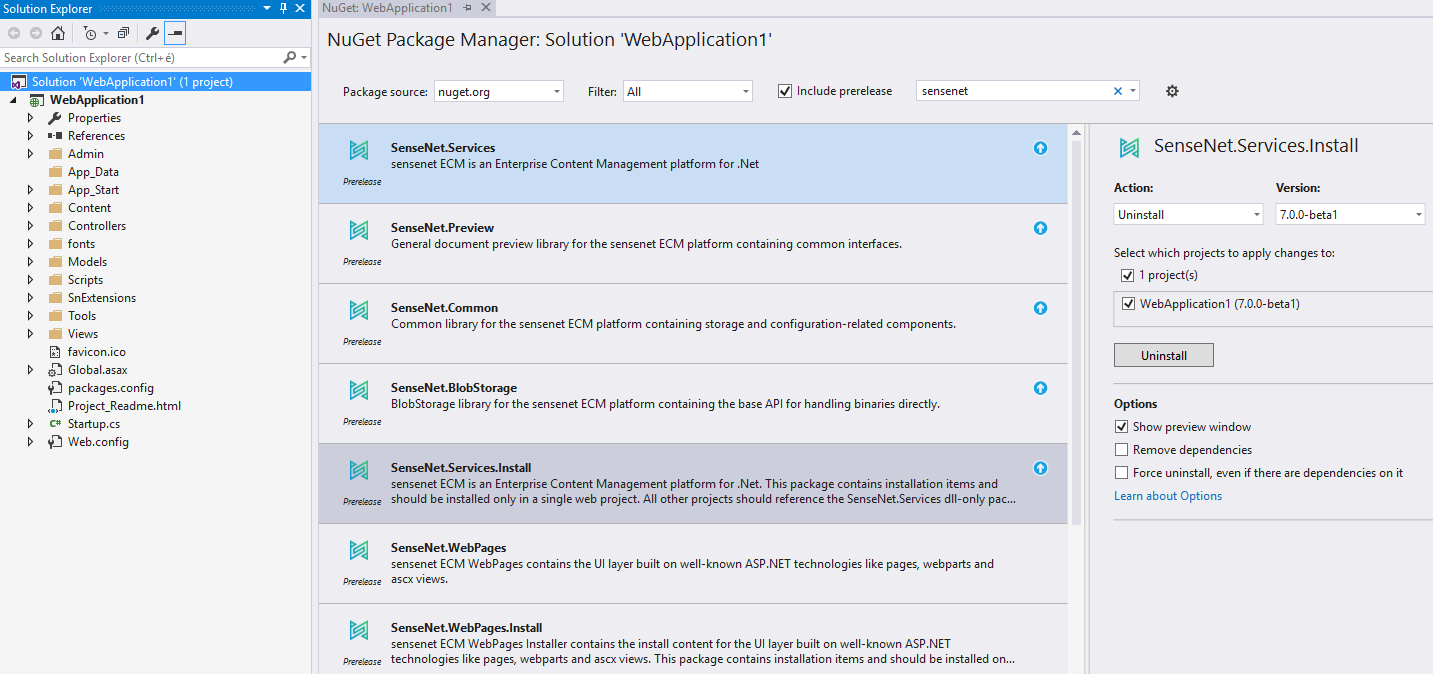 Solution Explorer
Search Solution Explorer (Ctrl+é)
Solution 'WebApplication1' (1 project)
WebApplication1
Properties
References
Admin
App_Data
App_Start
Content
Controllers
fonts
Models
Scripts
SnExtensions
Tools
Views
favicon.ico
Global.asax
packages.config
Project_Readme.html
Startup.cs
Web.config
NuGet: WebApplication1
NuGet Package Manager: Solution 'WebApplication1'
Package source: nuget.org Filter: All Include prerelease sensenet
SenseNet.Services
sensenet ECM is an Enterprise Content Management platform for .Net
Prerelease
SenseNet.Preview
General document preview library for the sensenet ECM platform containing common interfaces.
Prerelease
SenseNet.Common
Common library for the sensenet ECM platform containing storage and configuration-related components.
Prerelease
SenseNet.BlobStorage
BlobStorage library for the sensenet ECM platform containing the base API for handling binaries directly.
Prerelease
SenseNet.Services.Install
sensenet ECM is an Enterprise Content Management platform for .Net. This package contains installation items and
should be installed only in a single web project. All other projects should reference the SenseNet.Services dll-only pac...
Prerelease
SenseNet.WebPages
sensenet ECM WebPages contains the UI layer built on well-known ASP.NET technologies like pages, webparts and
ascx views.
Prerelease
SenseNet.WebPages.Install
sensenet ECM WebPages Installer contains the install content for the UI layer built on well-known ASP.NET
technologies like pages, webparts and ascx views. This package contains installation items and should be installed on...
Prerelease
SenseNet.Services.Install
Action: Version:
Uninstall 7.0.0-beta1
Select which projects to apply changes to:
1 project(s)
WebApplication1 (7.0.0-beta1)
Uninstall
Options
Show preview window
Remove dependencies
Force uninstall, even if there are dependencies on it
Learn about Options